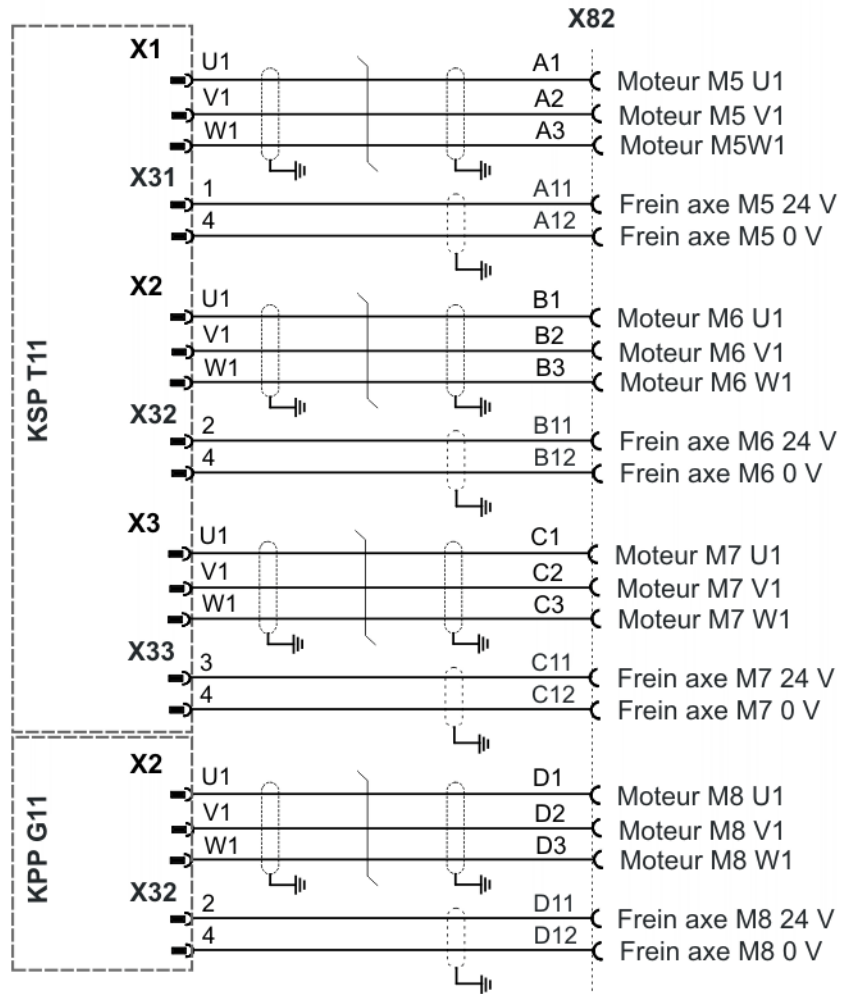 X82
X1
U1 A1 Moteur M5 U1
V1 A2 Moteur M5 V1
W1 A3 Moteur M5W1
X31
1 A11 Frein axe M5 24 V
4 A12 Frein axe M5 0 V
X2
U1 B1 Moteur M6 U1
V1 B2 Moteur M6 V1
W1 B3 Moteur M6 W1
KSP T11
X32
2 B11 Frein axe M6 24 V
4 B12 Frein axe M6 0 V
X3
U1 C1 Moteur M7 U1
V1 C2 Moteur M7 V1
W1 C3 Moteur M7 W1
X33
3 C11 Frein axe M7 24 V
4 C12 Frein axe M7 0 V
X2
U1 D1 Moteur M8 U1
V1 D2 Moteur M8 V1
W1 D3 Moteur M8 W1
KPP G11
X32
2 D11 Frein axe M8 24 V
4 D12 Frein axe M8 0 V